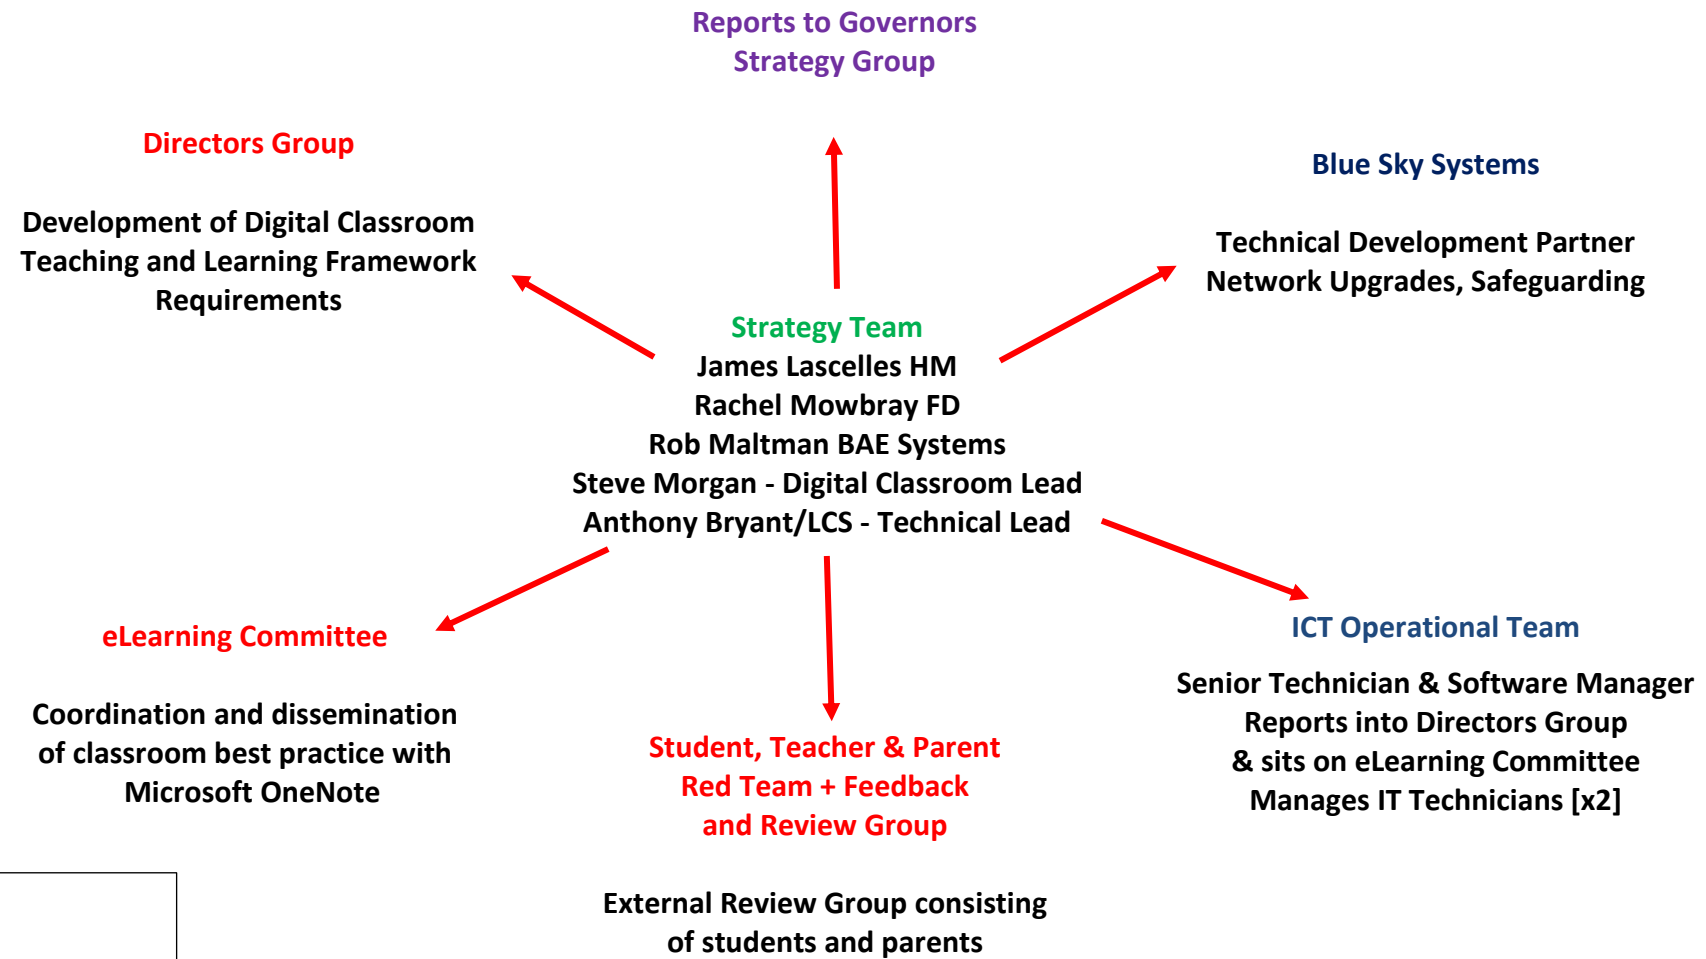 Reports to Governors
Strategy Group
Directors Group
Development of Digital Classroom
Teaching and Learning Framework
Requirements
Blue Sky Systems
Technical Development Partner
Network Upgrades, Safeguarding
Strategy Team
James Lascelles HM
Rachel Mowbray FD
Rob Maltman BAE Systems
Steve Morgan - Digital Classroom Lead
Anthony Bryant/LCS - Technical Lead
eLearning Committee
Coordination and dissemination
of classroom best practice with
Microsoft OneNote
Student, Teacher & Parent
Red Team + Feedback
and Review Group
External Review Group consisting
of students and parents
ICT Operational Team
Senior Technician & Software Manager
Reports into Directors Group
& sits on eLearning Committee
Manages IT Technicians [x2]